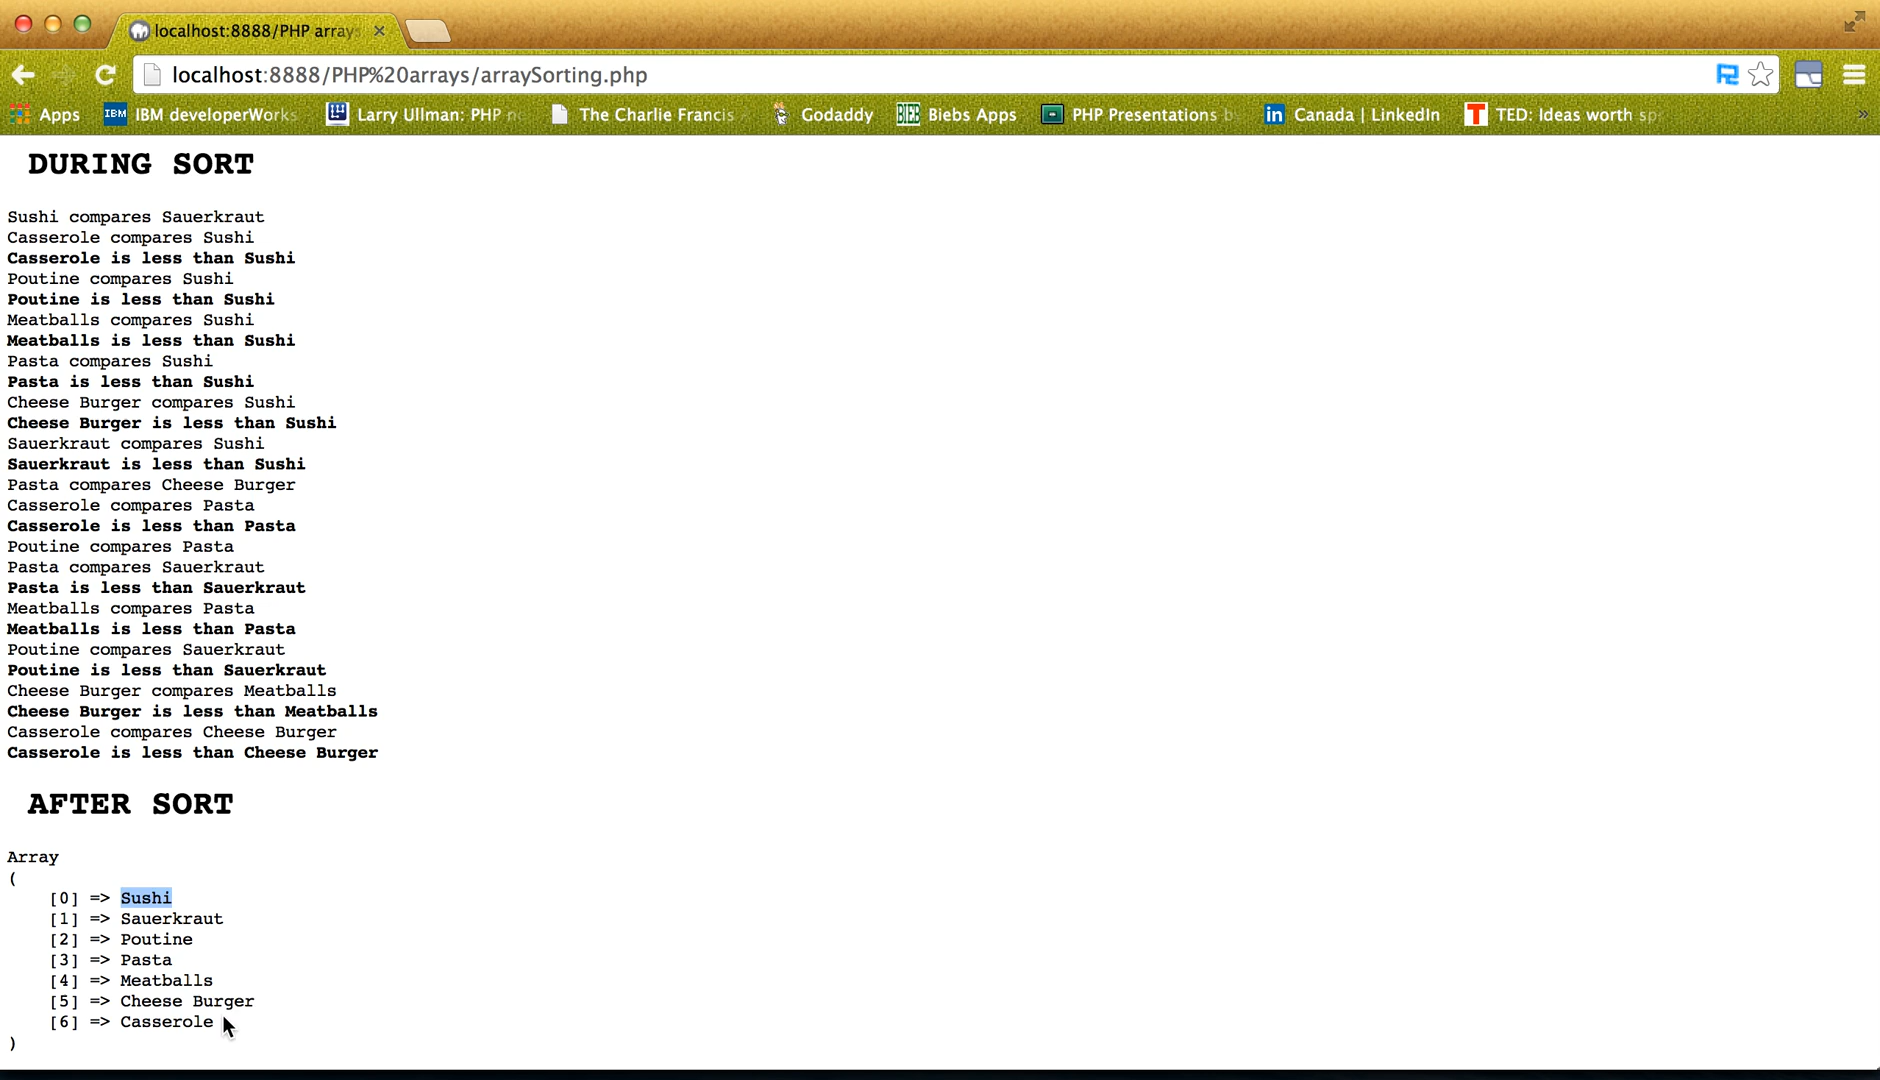 localhost:8888/PHP array
localhost:8888/PHP%20arrays/arraySorting.php
Apps IBM IBM developerWorks Larry Ullman: PHP The Charlie Francis Godaddy BIEB Biebs Apps PHP Presentations in Canada | LinkedIn T TED: Ideas worth »
DURING SORT
Sushi compares Sauerkraut
Casserole compares Sushi
Casserole is less than Sushi
Poutine compares Sushi
Poutine is less than Sushi
Meatballs compares Sushi
Meatballs is less than Sushi
Pasta compares Sushi
Pasta is less than Sushi
Cheese Burger compares Sushi
Cheese Burger is less than Sushi
Sauerkraut compares Sushi
Sauerkraut is less than Sushi
Pasta compares Cheese Burger
Casserole compares Pasta
Casserole is less than Pasta
Poutine compares Pasta
Pasta compares Sauerkraut
Pasta is less than Sauerkraut
Meatballs compares Pasta
Meatballs is less than Pasta
Poutine compares Sauerkraut
Poutine is less than Sauerkraut
Cheese Burger compares Meatballs
Cheese Burger is less than Meatballs
Casserole compares Cheese Burger
Casserole is less than Cheese Burger
AFTER SORT
Array
(
[0] => Sushi
[1] => Sauerkraut
[2] => Poutine
[3] => Pasta
[4] => Meatballs
[5] => Cheese Burger
[6] => Casserole
)